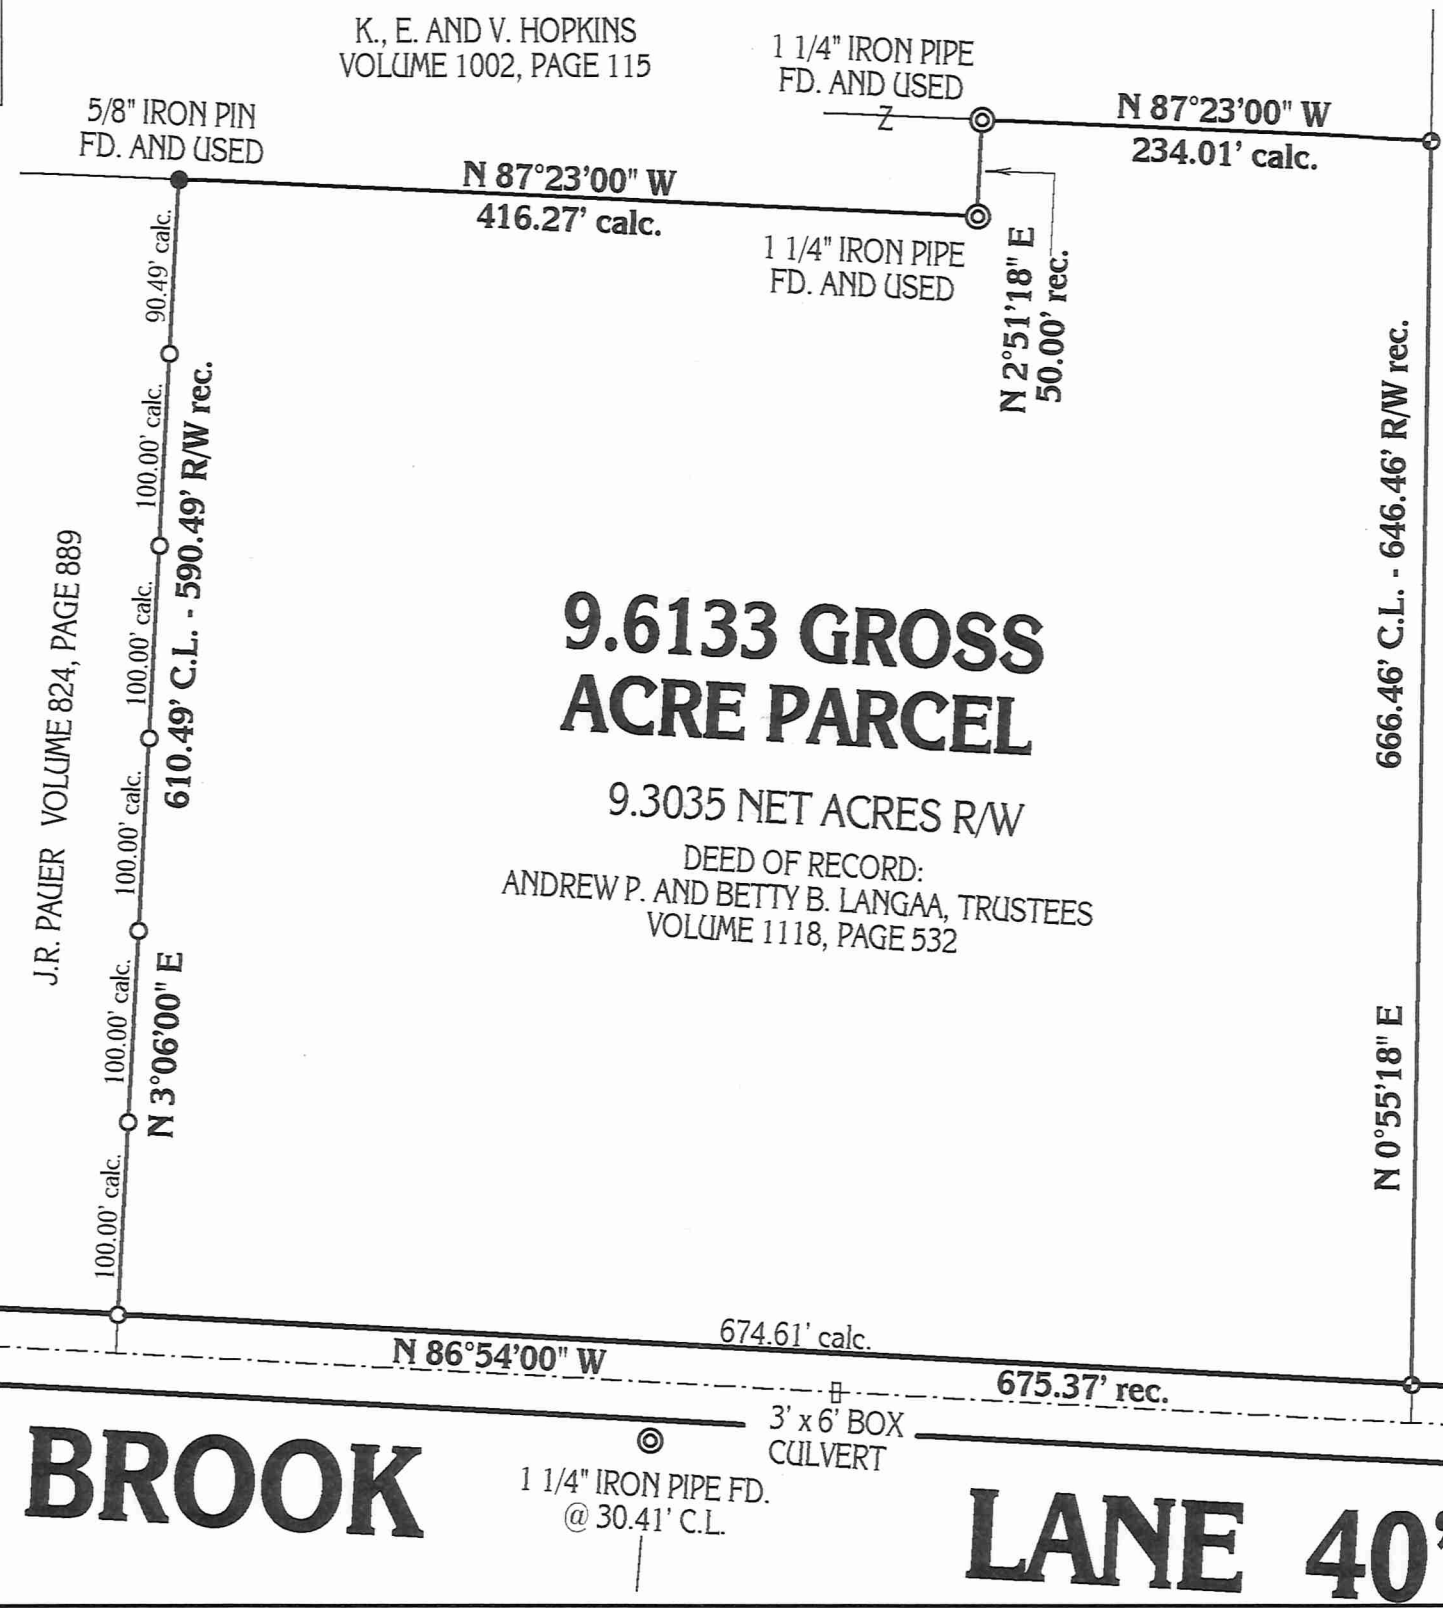 K., E. AND V. HOPKINS
VOLUME 1002, PAGE 115
1 1/4" IRON PIPE
FD. AND USED
5/8" IRON PIN
FD. AND USED
N 87°23'00" W
234.01' calc.
Z
N 87°23'00" W
416.27' calc.
1 1/4" IRON PIPE
FD. AND USED
N 2°51'18" E
50.00' rec.
90.49' calc.
100.00' calc.
100.00' calc.
100.00' calc.
100.00' calc.
100.00' calc.
610.49' C.L. - 590.49' R/W rec.
N 3°06'00" E
J.R. PAUER VOLUME 824, PAGE 889
666.46' C.L. - 646.46' R/W rec.
N 0°55'18" E
9.6133 GROSS
ACRE PARCEL
9.3035 NET ACRES R/W
DEED OF RECORD:
ANDREW P. AND BETTY B. LANGAA, TRUSTEES
VOLUME 1118, PAGE 532
674.61' calc.
N 86°54'00" W
675.37' rec.
3' x 6' BOX
CULVERT
1 1/4" IRON PIPE FD.
@ 30.41' C.L.
BROOK LANE 40'